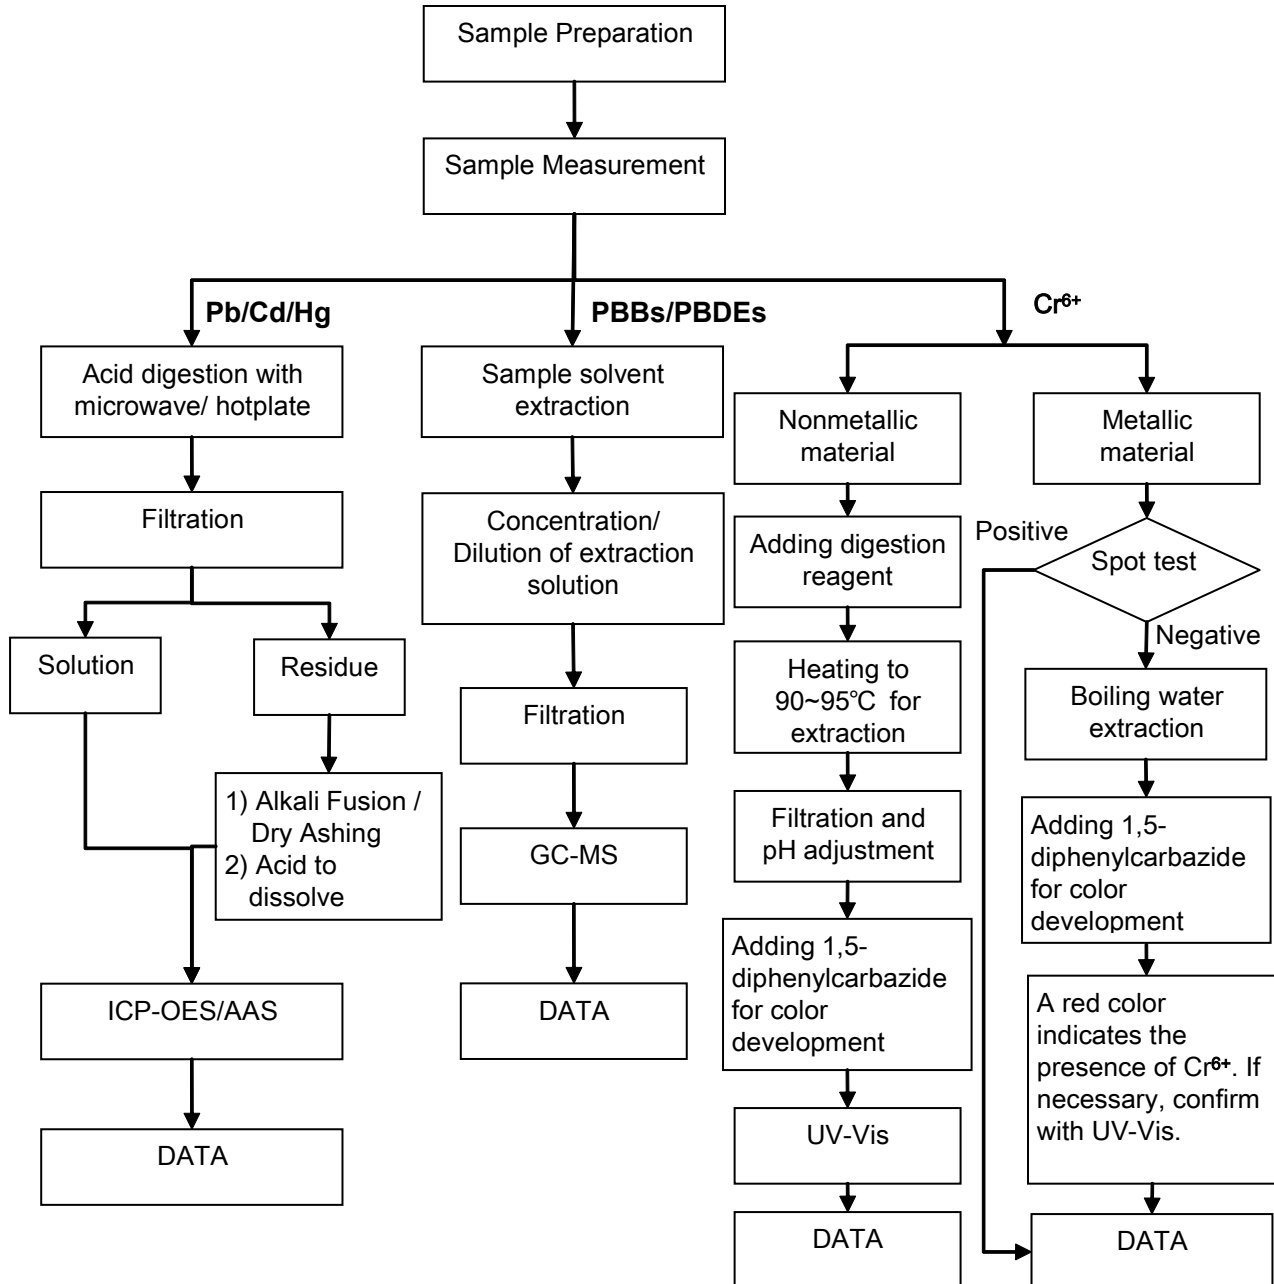 Sample Preparation
Sample Measurement
Pb/Cd/Hg
Acid digestion with
microwave/ hotplate
Filtration
Solution
Residue
1) Alkali Fusion /
Dry Ashing
2) Acid to
dissolve
ICP-OES/AAS
DATA
PBBs/PBDEs
Sample solvent
extraction
Concentration/
Dilution of extraction
solution
Filtration
GC-MS
DATA
Cr⁶⁺
Nonmetallic
material
Adding digestion
reagent
Heating to
90~95℃ for
extraction
Filtration and
pH adjustment
Adding 1,5-
diphenylcarbazide
for color
development
UV-Vis
DATA
Metallic
material
Spot test
Positive
Negative
Boiling water
extraction
Adding 1,5-
diphenylcarbazide
for color
development
A red color
indicates the
presence of Cr⁶⁺. If
necessary, confirm
with UV-Vis.
DATA